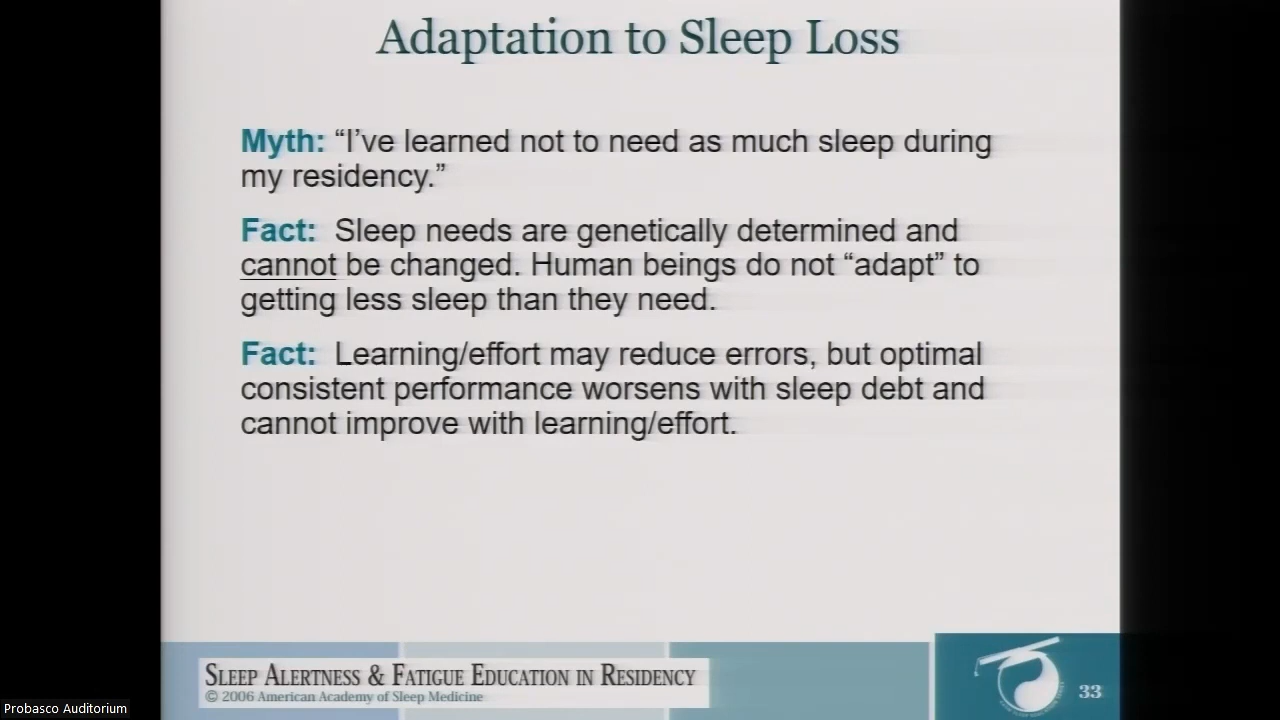 Adaptation to Sleep Loss
Myth: “I’ve learned not to need as much sleep during
my residency.”
Fact: Sleep needs are genetically determined and
cannot be changed. Human beings do not “adapt” to
getting less sleep than they need.
Fact: Learning/effort may reduce errors, but optimal
consistent performance worsens with sleep debt and
cannot improve with learning/effort.
SLEEP ALERTNESS & FATIGUE EDUCATION IN RESIDENCY
© 2006 American Academy of Sleep Medicine
33
Probasco Auditorium